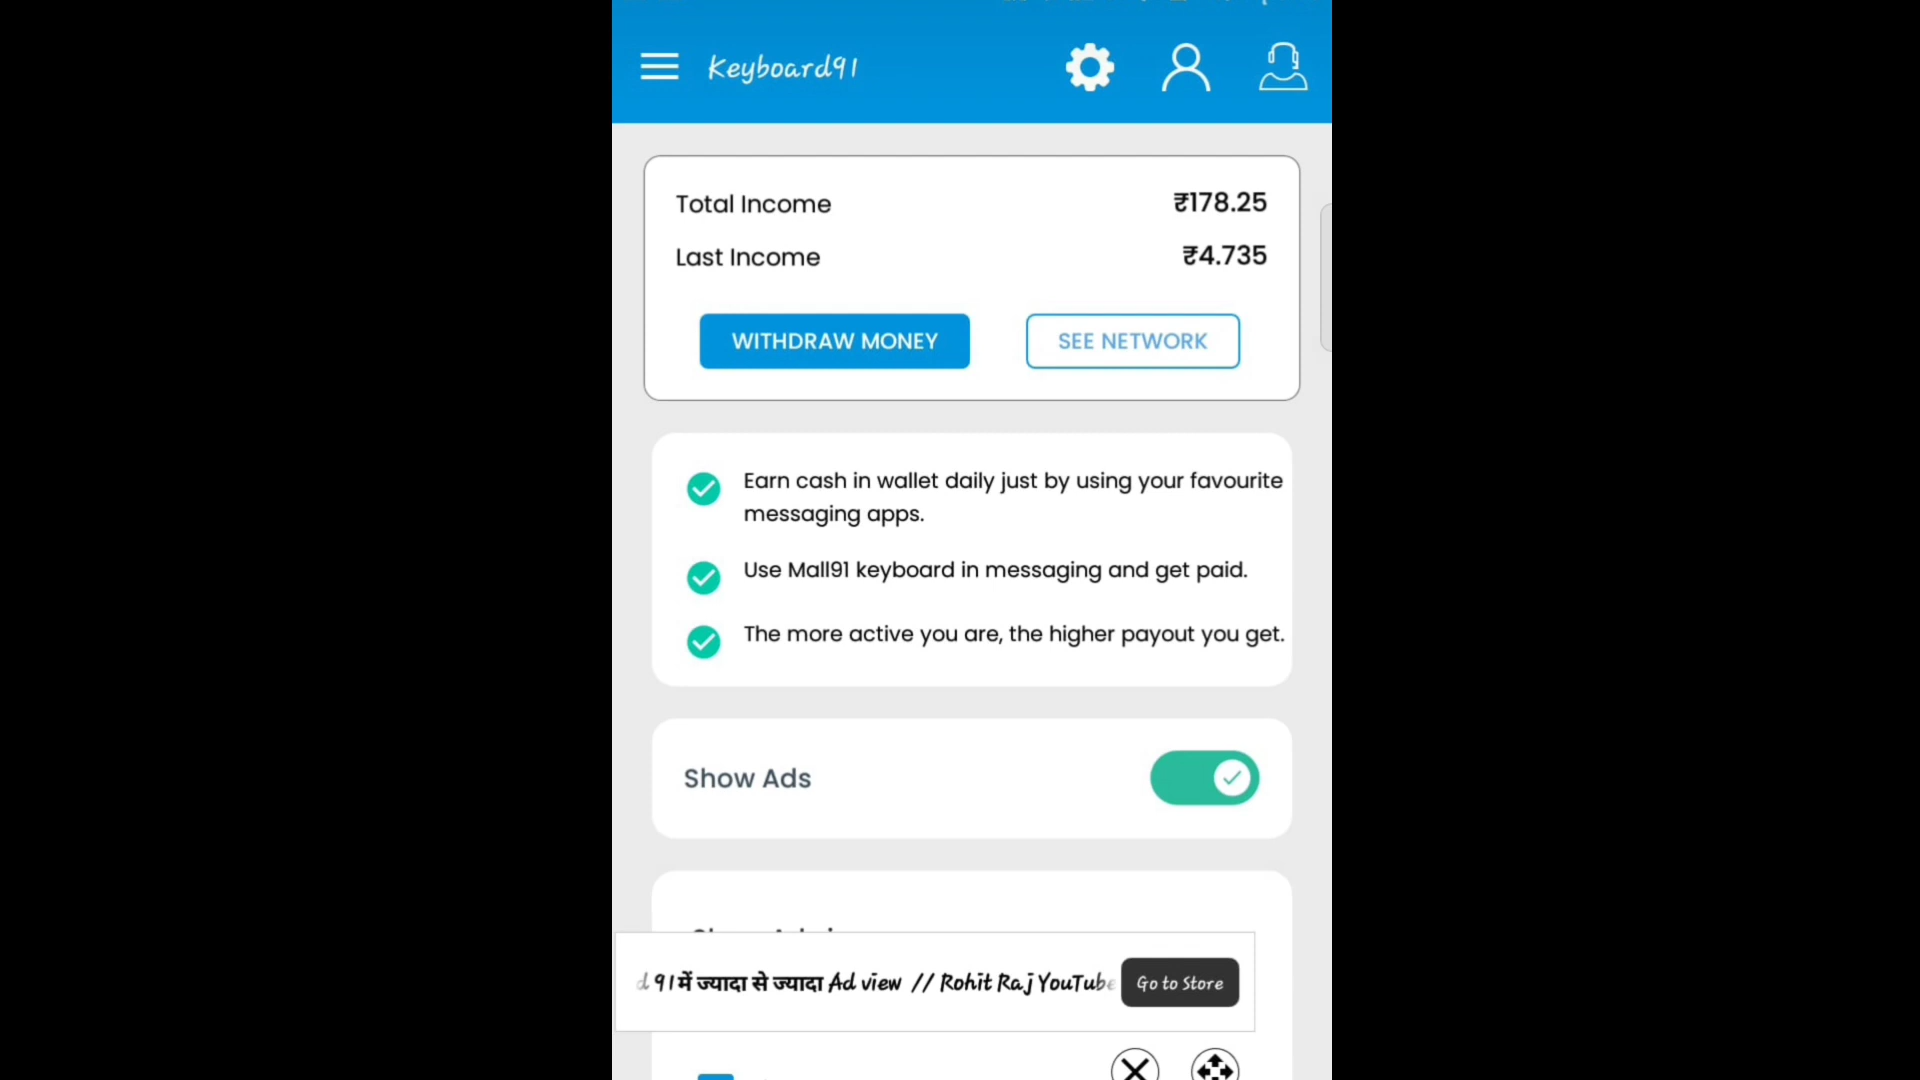 Keyboard91
Total Income
₹178.25
Last Income
₹4.735
WITHDRAW MONEY
SEE NETWORK
Earn cash in wallet daily just by using your favourite
messaging apps.
Use Mall91 keyboard in messaging and get paid.
The more active you are, the higher payout you get.
Show Ads
d 91में ज्यादा से ज्यादा Ad view // Rohit Raj YouTube
Go to Store